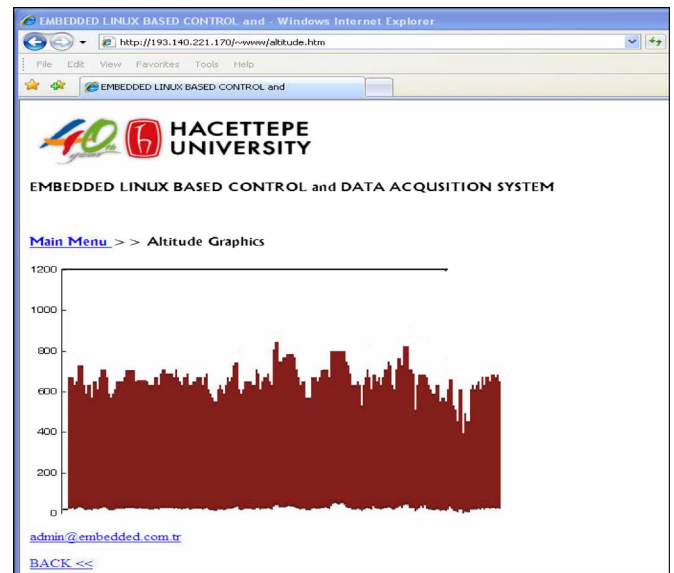 EMBEDDED LINUX BASED CONTROL and - Windows Internet Explorer
http://193.140.221.170/~www/altitude.htm
File Edit View Favorites Tools Help
EMBEDDED LINUX BASED CONTROL and
40
HACETTEPE
UNIVERSITY
EMBEDDED LINUX BASED CONTROL and DATA ACQUSITION SYSTEM
Main Menu > > Altitude Graphics
1200
1000
800
600
400
200
0
admin@embedded.com.tr
BACK <<